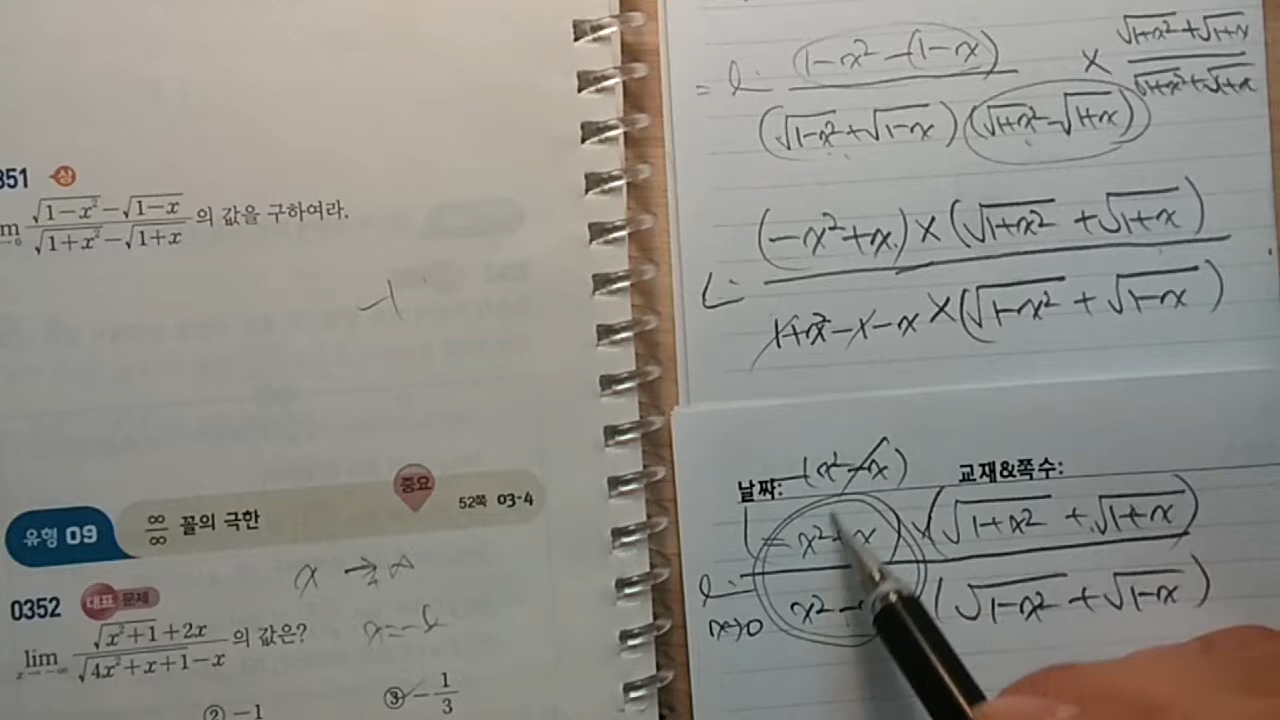 351 상
lim x→0 (√(1-x²) - √(1-x)) / (√(1+x²) - √(1+x)) 의 값을 구하여라.
-1
유형 09 ∞/∞ 꼴의 극한 중요 52쪽 03-4
x → ∞
0352 대표 문제
lim (√(x²+1) + 2x) / (√(4x²+x+1) - x) 의 값은?
② -1 ③ -1/3
= l. (1-x² - (1-x)) / ((√(1-x²) + √(1-x))(√(1+x²) - √(1+x))) × (√(1+x²) + √(1+x)) / (√(1+x²) + √(1+x))
L. ((-x²+x) × (√(1+x²) + √(1+x))) / (1+x²-1-x × (√(1-x²) + √(1-x)))
날짜: -(x²-x) 교재&쪽수:
l. x→0 (-x²+x) × (√(1+x²) + √(1+x)) / x² - (√(1-x²) + √(1-x))